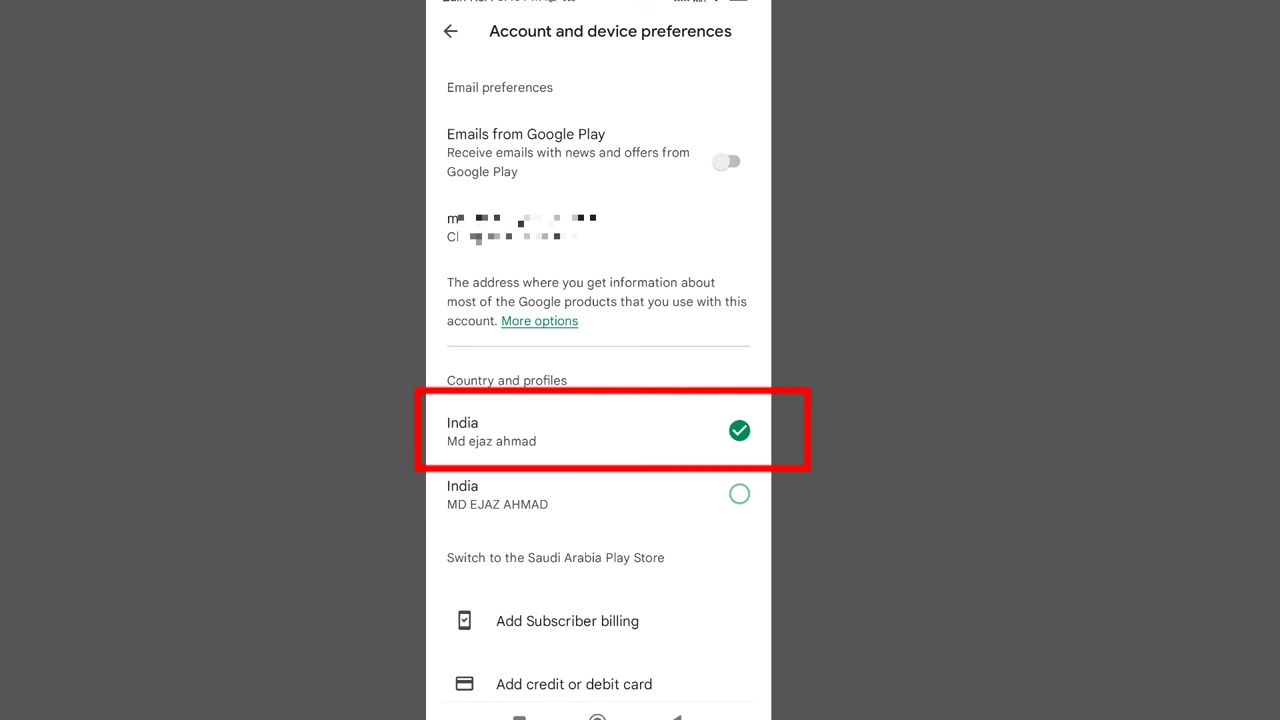 Account and device preferences
Email preferences
Emails from Google Play
Receive emails with news and offers from
Google Play
The address where you get information about
most of the Google products that you use with this
account. More options
Country and profiles
India
Md ejaz ahmad
India
MD EJAZ AHMAD
Switch to the Saudi Arabia Play Store
Add Subscriber billing
Add credit or debit card